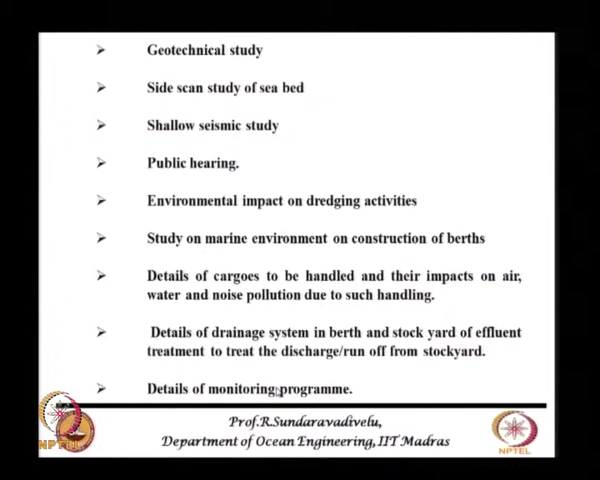 Geotechnical study
Side scan study of sea bed
Shallow seismic study
Public hearing.
Environmental impact on dredging activities
Study on marine environment on construction of berths
Details of cargoes to be handled and their impacts on air,
water and noise pollution due to such handling.
Details of drainage system in berth and stock yard of effluent
treatment to treat the discharge/run off from stockyard.
Details of monitoring programme.
Prof.R.Sundaravadivelu,
Department of Ocean Engineering, IIT Madras
NPTEL
NPTEL